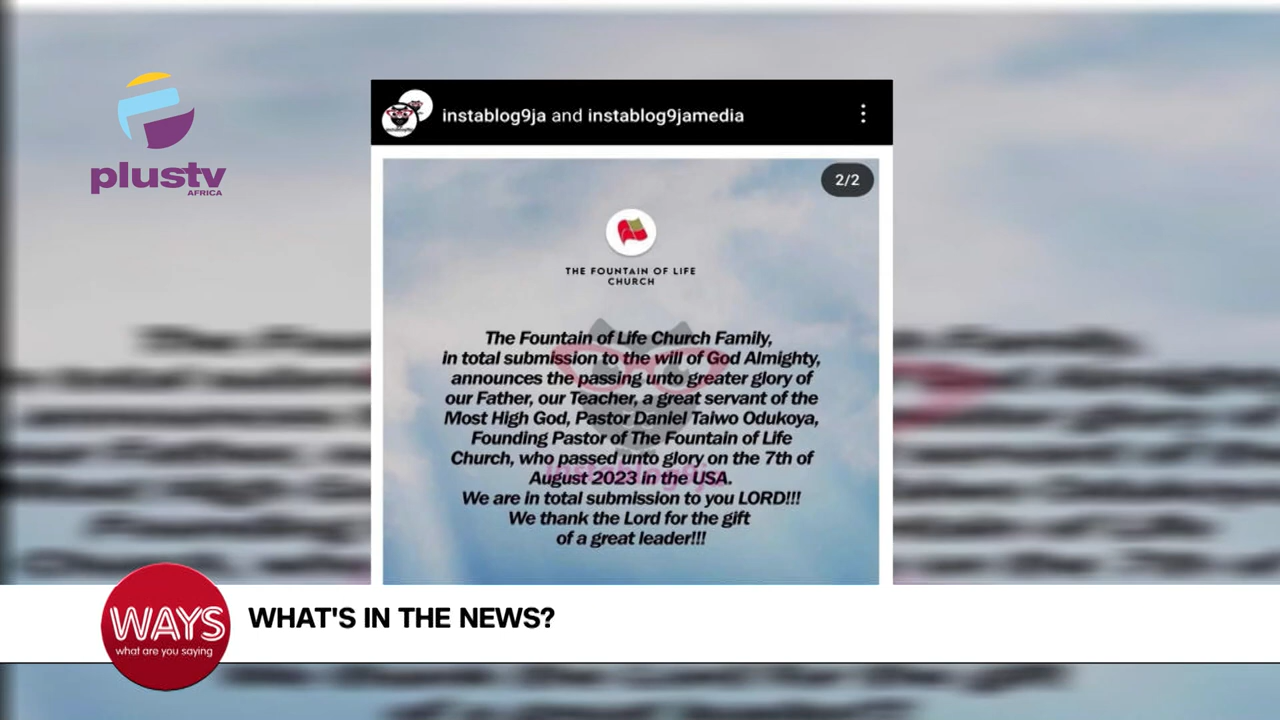 plustv
AFRICA
instablog9ja and instablog9jamedia
2/2
THE FOUNTAIN OF LIFE
CHURCH
The Fountain of Life Church Family,
in total submission to the will of God Almighty,
announces the passing unto greater glory of
our Father, our Teacher, a great servant of the
Most High God, Pastor Daniel Taiwo Odukoya,
Founding Pastor of The Fountain of Life
Church, who passed unto glory on the 7th of
August 2023 in the USA.
We are in total submission to you LORD!!!
We thank the Lord for the gift
of a great leader!!!
instablog9ja
WAYS
what are you saying
WHAT'S IN THE NEWS?